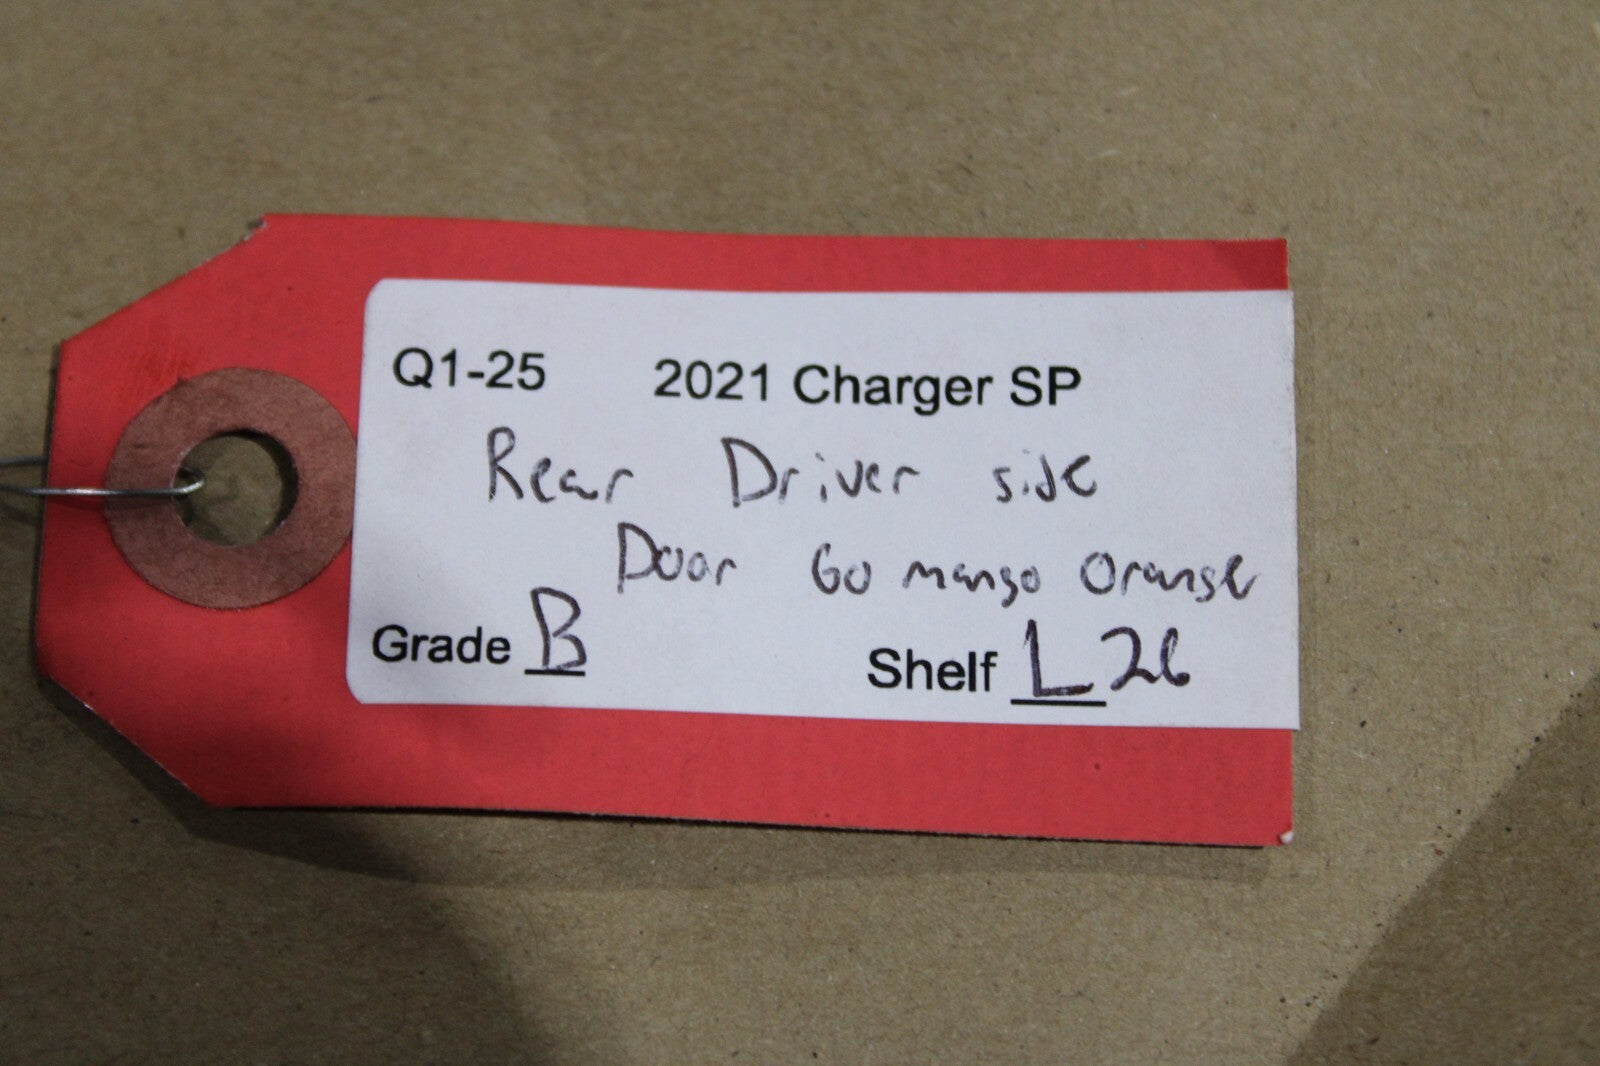 Q1-25 2021 Charger SP
Rear Driver side
Door Go mango Orange
Grade B Shelf L26